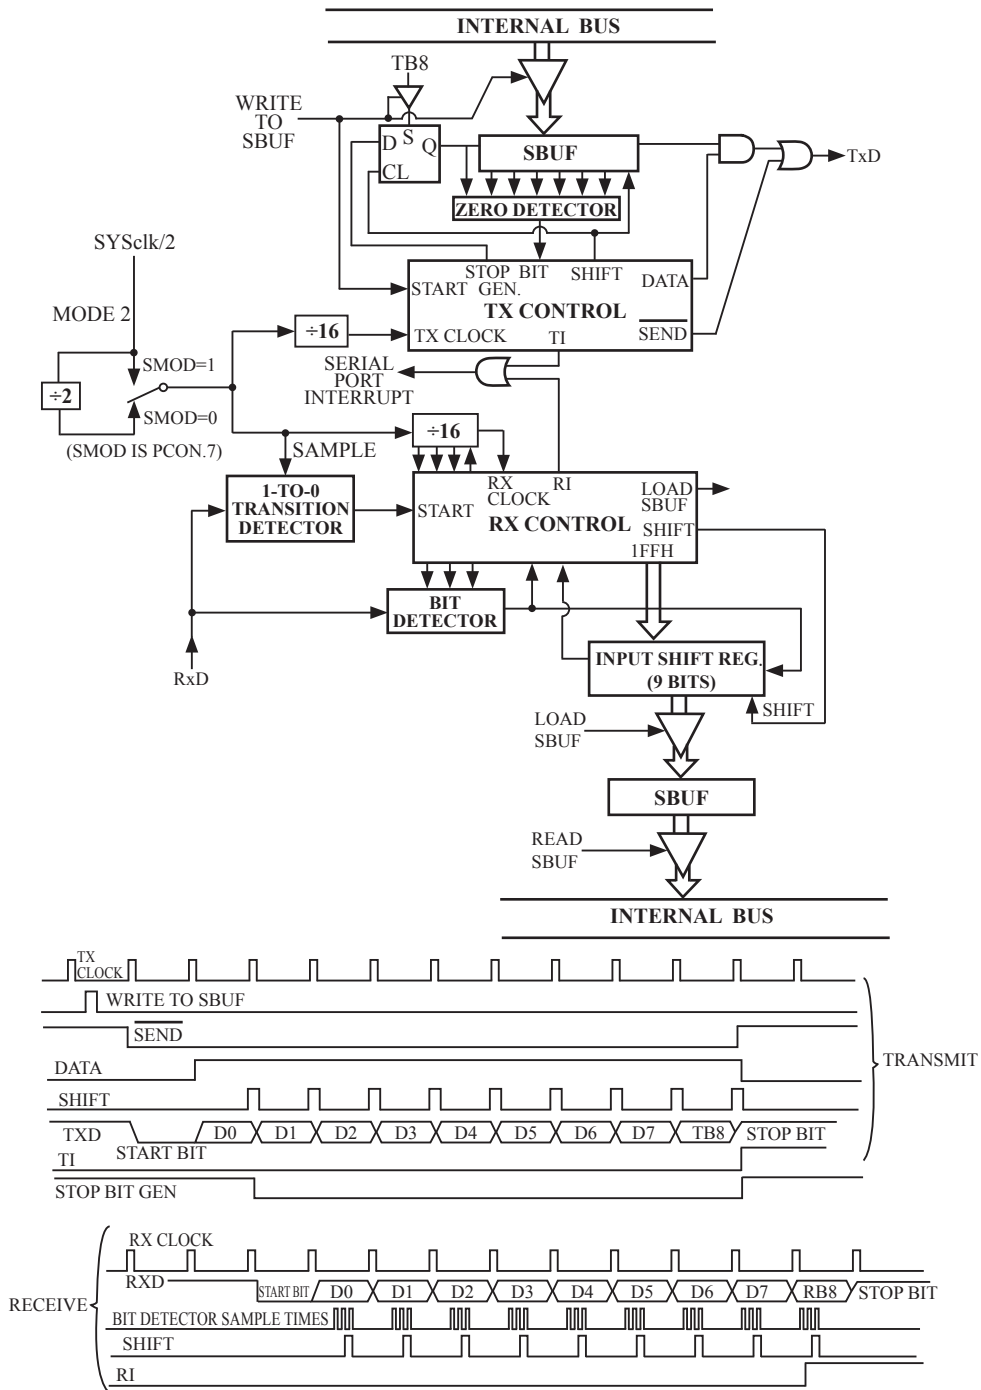 INTERNAL BUS
TB8
WRITE
TO
SBUF
D S Q
CL
SBUF
TxD
ZERO DETECTOR
SYSclk/2
STOP BIT
GEN.
SHIFT
DATA
START
TX CONTROL
MODE 2
÷16
TX CLOCK
TI
SEND
SERIAL
PORT
INTERRUPT
SMOD=1
÷2
SMOD=0
(SMOD IS PCON.7)
SAMPLE
÷16
1-TO-0
TRANSITION
DETECTOR
START
RX
CLOCK
RI
LOAD
SBUF
RX CONTROL
SHIFT
1FFH
BIT
DETECTOR
RxD
INPUT SHIFT REG.
(9 BITS)
SHIFT
LOAD
SBUF
SBUF
READ
SBUF
INTERNAL BUS
TX
CLOCK
WRITE TO SBUF
SEND
DATA
TRANSMIT
SHIFT
TXD
START BIT
D0 D1 D2 D3 D4 D5 D6 D7 TB8 STOP BIT
TI
STOP BIT GEN
RX CLOCK
RXD START BIT D0 D1 D2 D3 D4 D5 D6 D7 RB8 STOP BIT
RECEIVE
BIT DETECTOR SAMPLE TIMES
SHIFT
RI